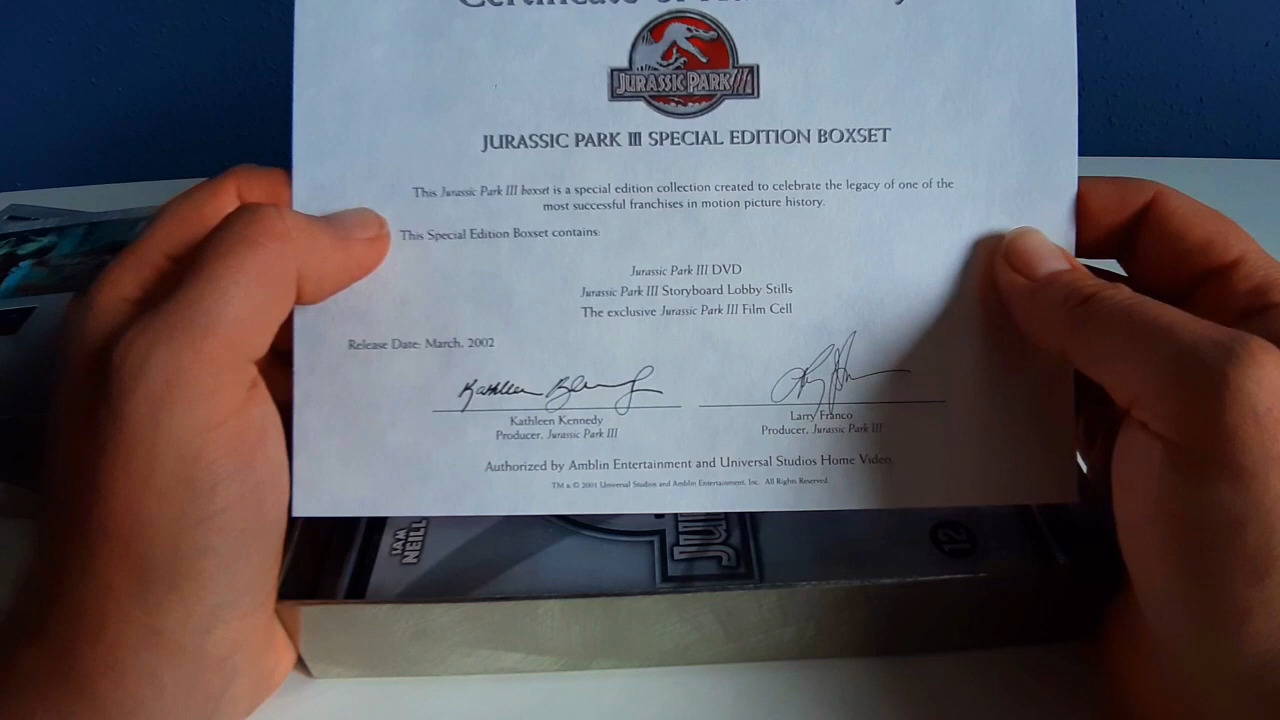 Certificate of Authenticity
JURASSIC PARK III
JURASSIC PARK III SPECIAL EDITION BOXSET
This Jurassic Park III boxset is a special edition collection created to celebrate the legacy of one of the
most successful franchises in motion picture history.
This Special Edition Boxset contains:
Jurassic Park III DVD
Jurassic Park III Storyboard Lobby Stills
The exclusive Jurassic Park III Film Cell
Release Date: March, 2002
Kathleen Kennedy
Larry Franco
Producer, Jurassic Park III
Producer, Jurassic Park III
Authorized by Amblin Entertainment and Universal Studios Home Video.
TM & © 2001 Universal Studios and Amblin Entertainment, Inc. All Rights Reserved.
SAM
NEILL
JU
12